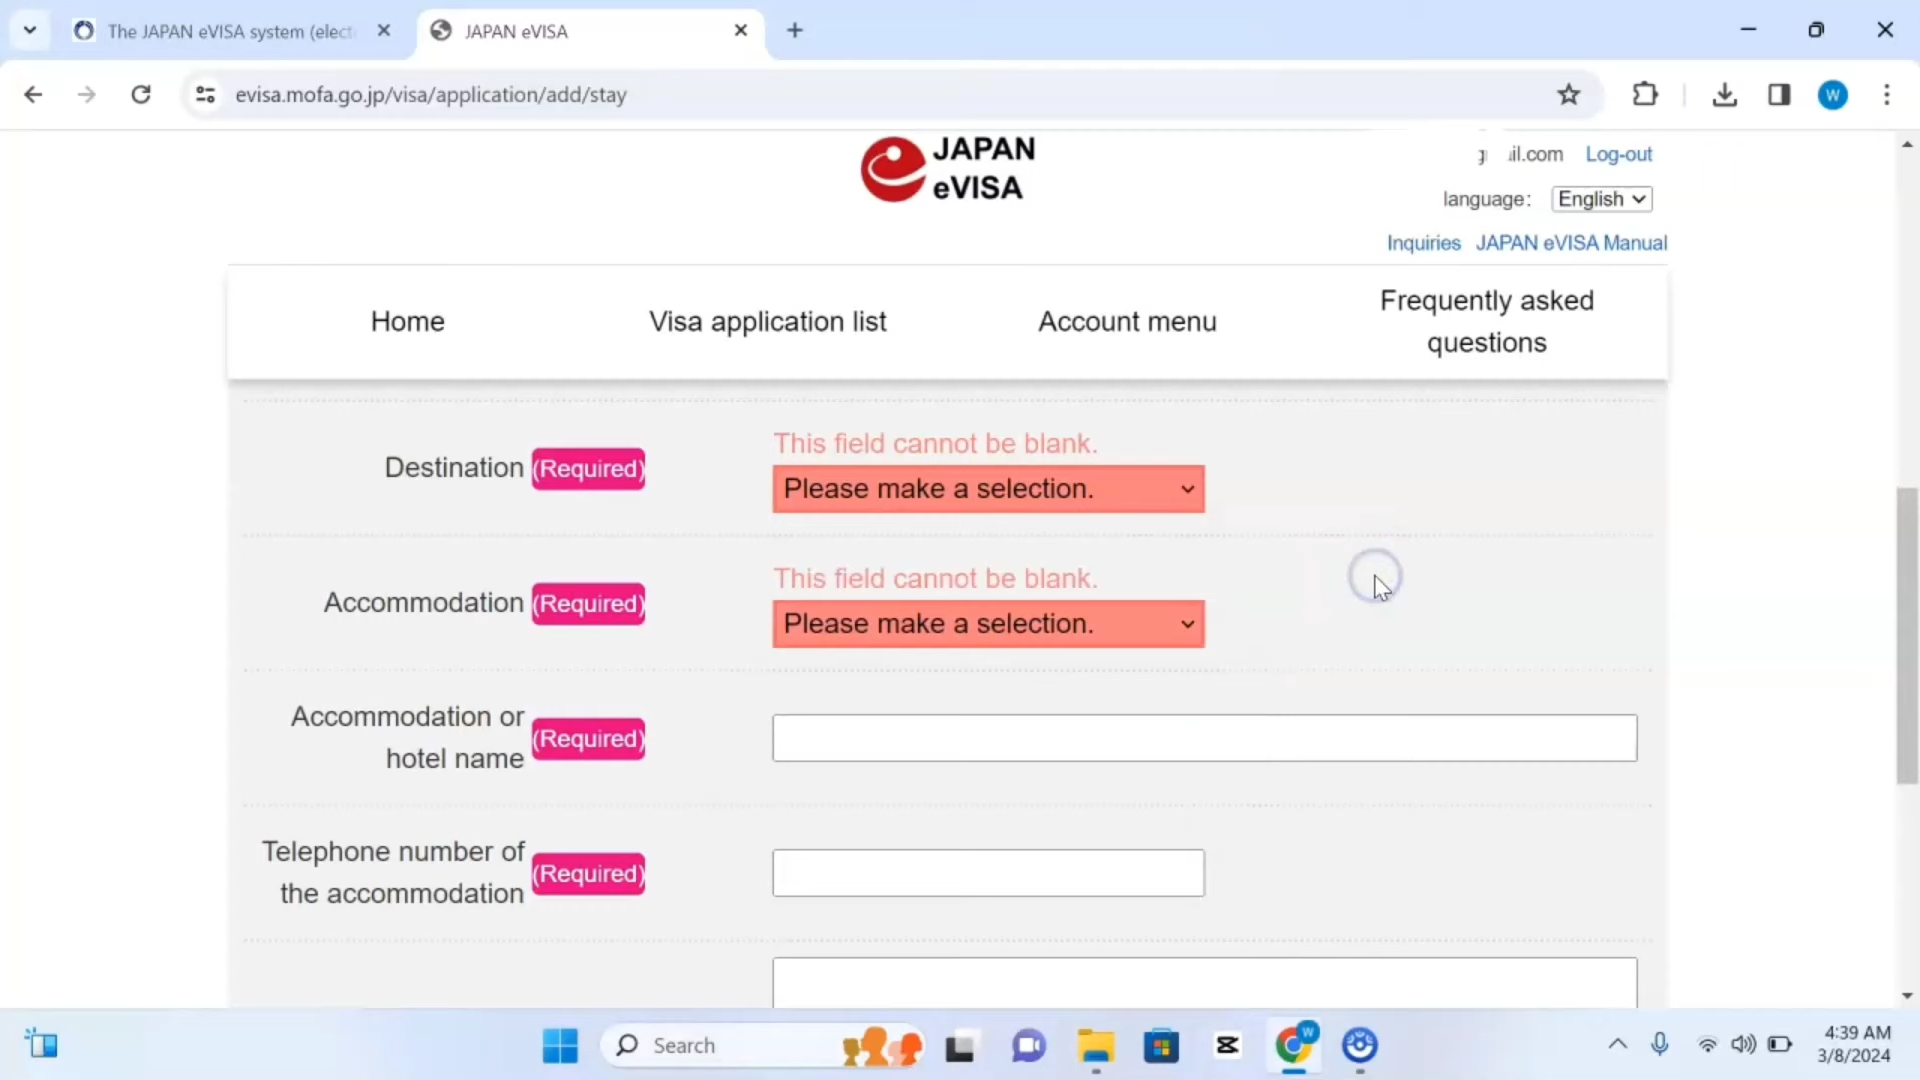 The JAPAN eVISA system (elect
JAPAN eVISA
evisa.mofa.go.jp/visa/application/add/stay
W
JAPAN
eVISA
il.com Log-out
language: English
Inquiries JAPAN eVISA Manual
Home
Visa application list
Account menu
Frequently asked
questions
This field cannot be blank.
Destination (Required)
Please make a selection.
This field cannot be blank.
Accommodation (Required)
Please make a selection.
Accommodation or
hotel name
(Required)
Telephone number of
the accommodation
(Required)
Search
W
4:39 AM
3/8/2024